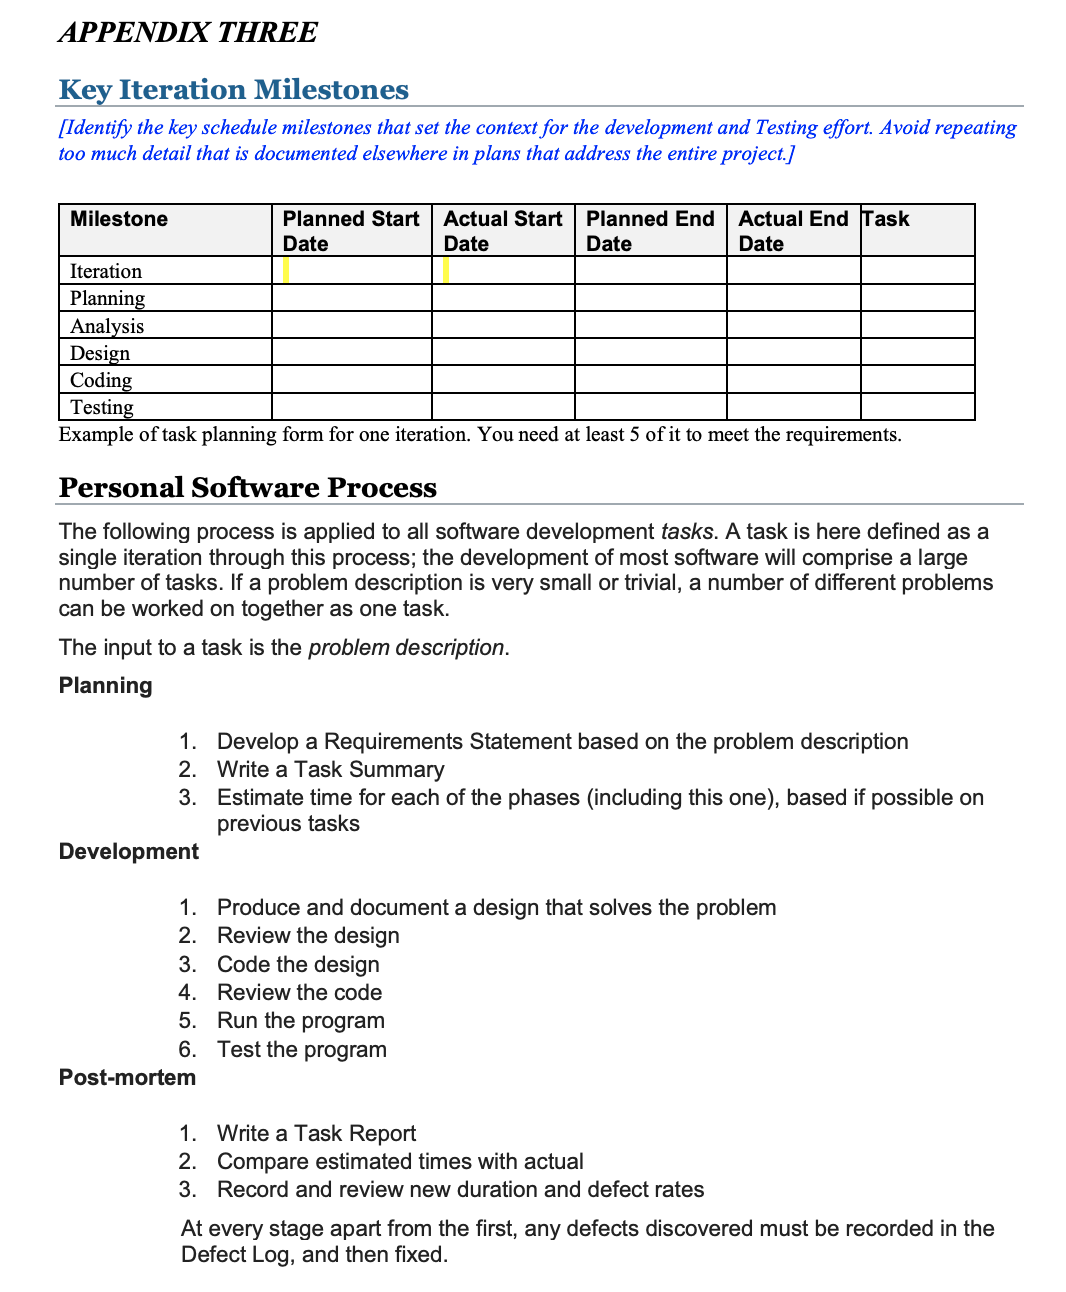 APPENDIX THREE
Key Iteration Milestones
[Identify the key schedule milestones that set the context for the development and Testing effort. Avoid repeating
too much detail that is documented elsewhere in plans that address the entire project.]
Milestone Planned Start Actual Start Planned End Actual End Task
Date Date Date Date
Iteration
Planning
Analysis
Design
Coding
Testing
Example of task planning form for one iteration. You need at least 5 of it to meet the requirements.
Personal Software Process
The following process is applied to all software development tasks. A task is here defined as a
single iteration through this process; the development of most software will comprise a large
number of tasks. If a problem description is very small or trivial, a number of different problems
can be worked on together as one task.
The input to a task is the problem description.
Planning
1. Develop a Requirements Statement based on the problem description
2. Write a Task Summary
3. Estimate time for each of the phases (including this one), based if possible on
previous tasks
Development
1. Produce and document a design that solves the problem
2. Review the design
3. Code the design
4. Review the code
5. Run the program
6. Test the program
Post-mortem
1. Write a Task Report
2. Compare estimated times with actual
3. Record and review new duration and defect rates
At every stage apart from the first, any defects discovered must be recorded in the
Defect Log, and then fixed.